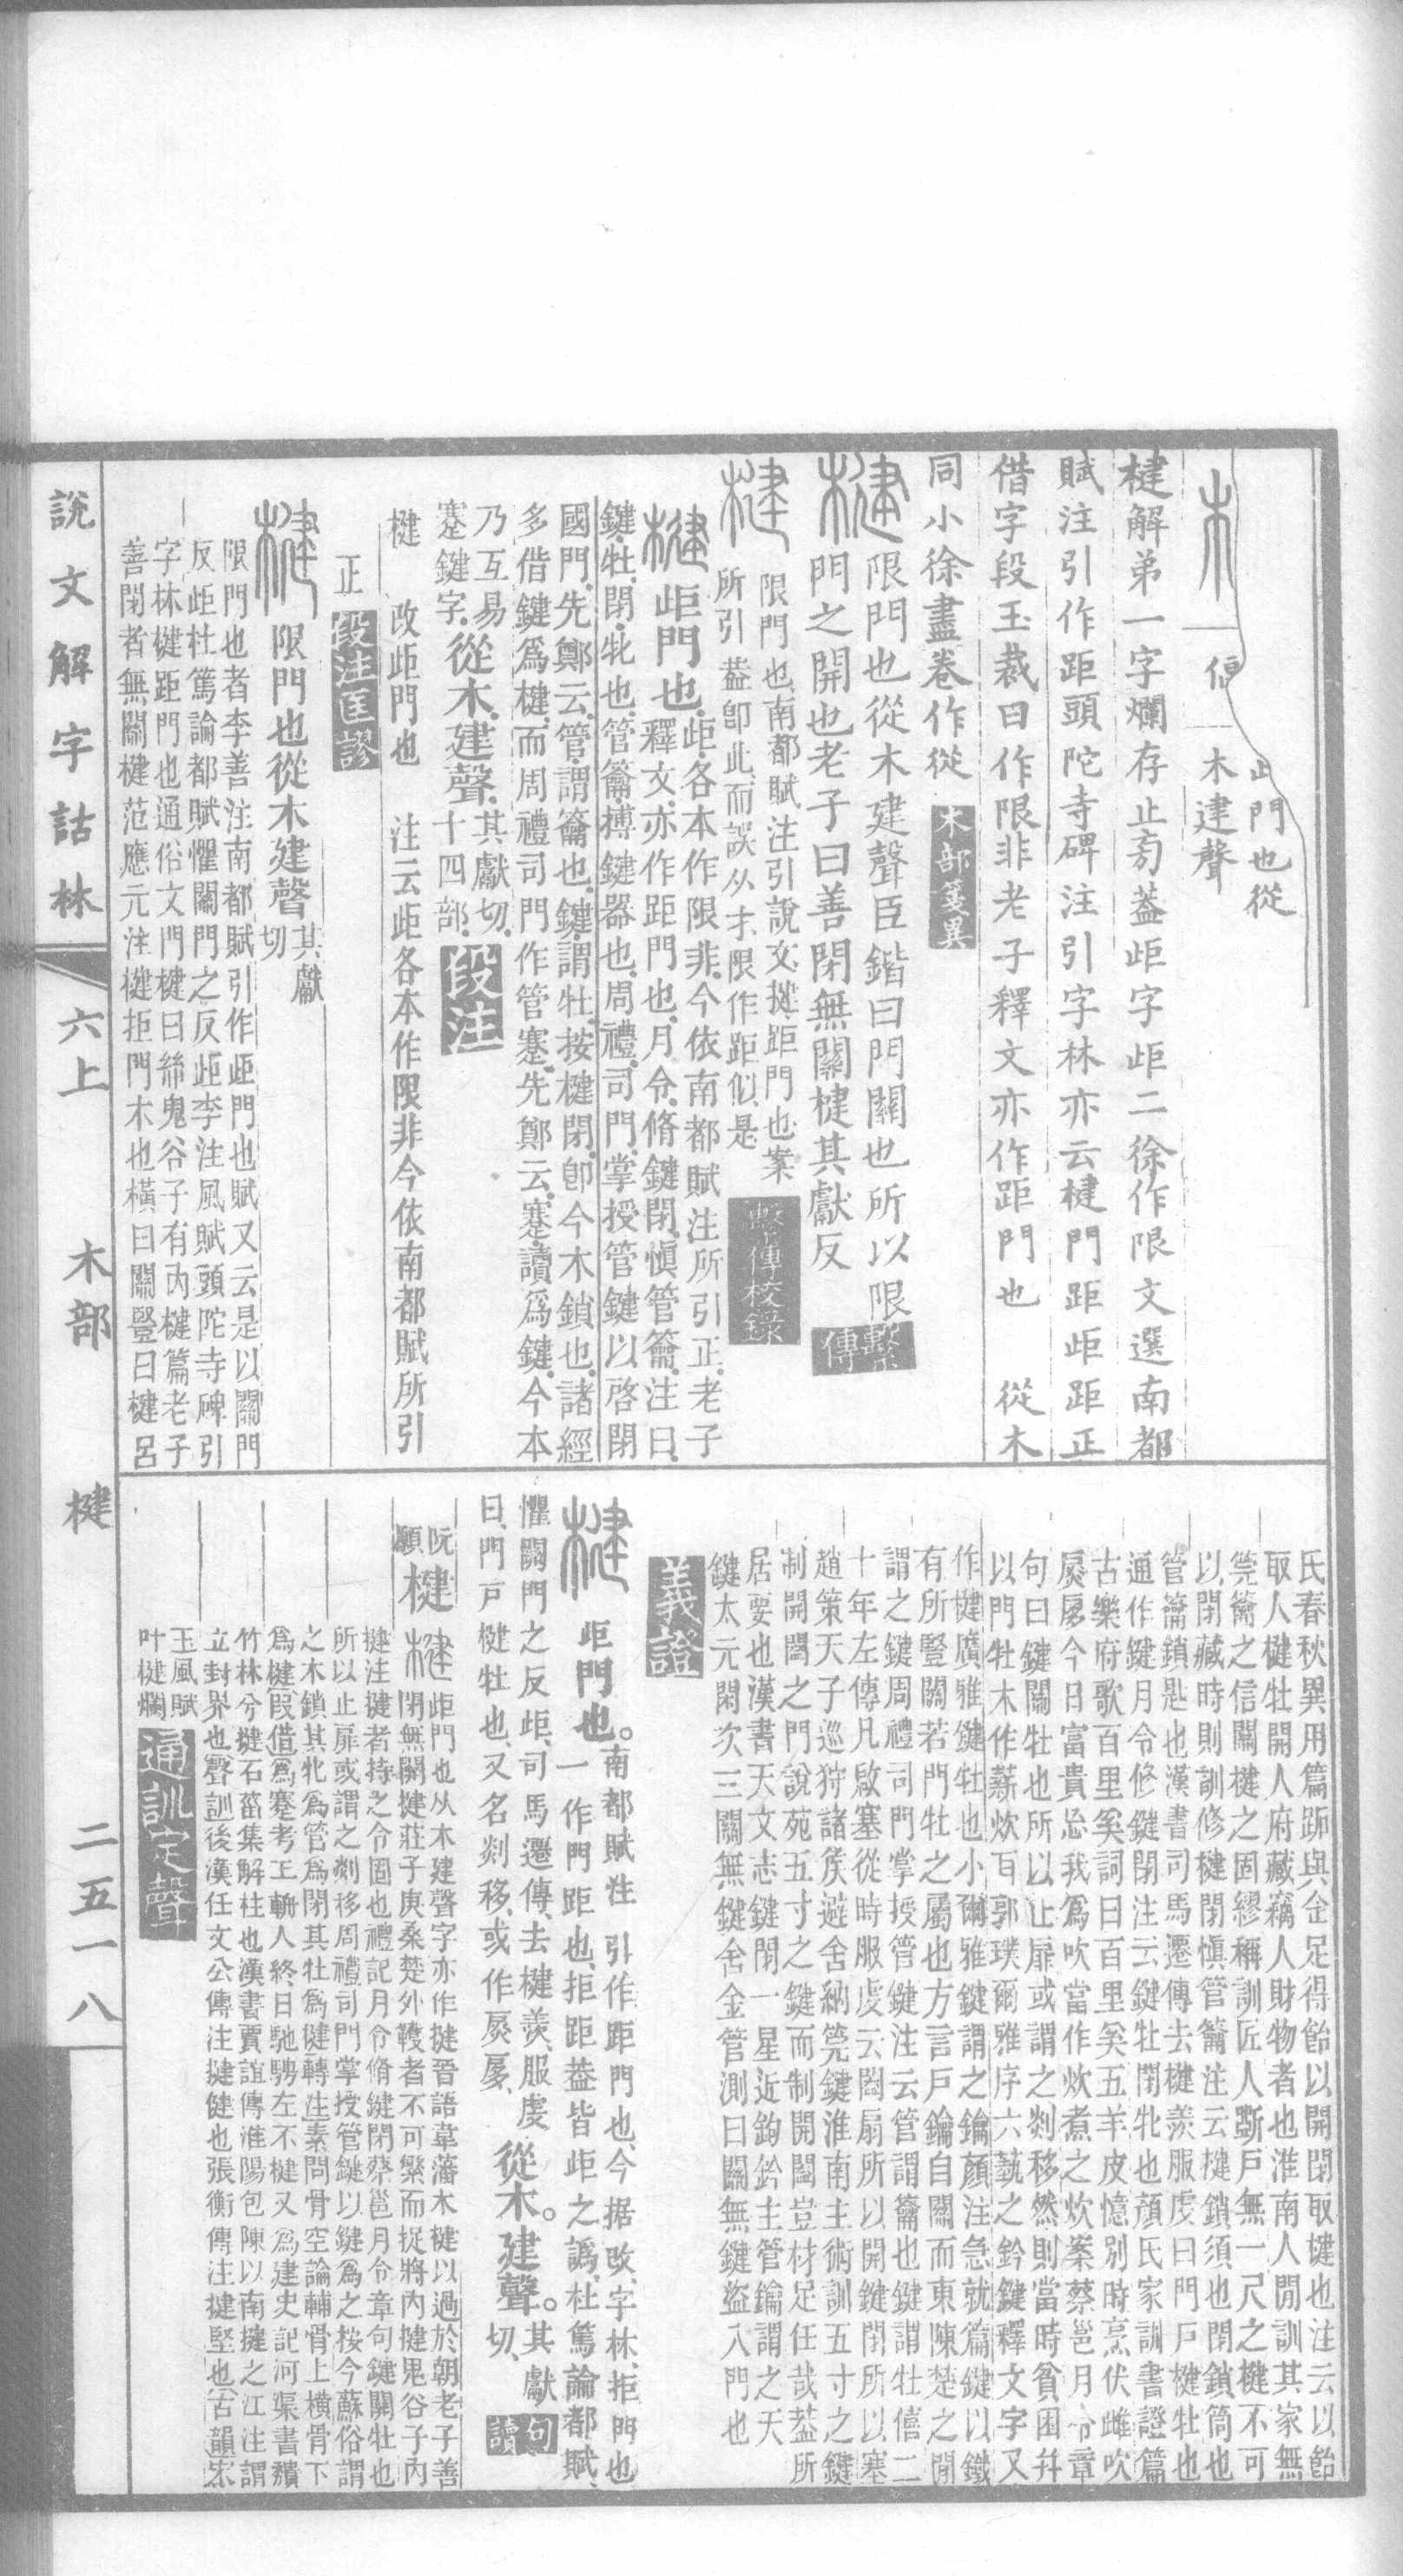 木 㑄 木建聲
止門也從
楗解弟一字爛存止㫄葢歫字歫二徐作限文選南都
賦注引作距頭陀寺碑注引字林亦云楗門距歫距正
借字段玉裁曰作限非老子釋文亦作距門也 從木
同小徐盡卷作從 木部箋異
楗 限門也從木建聲臣鍇曰門關也所以限
門之開也老子曰善閉無關楗其獻反 繫傳
楗 限門也南都賦注引說文揵距門也案
所引葢卽此而誤从才限作距似是 繫傳校錄
楗 歫門也歫各本作限非今依南都賦注所引正老子
釋文亦作距門也月令脩鍵閉愼管籥注曰
鍵牡閉牝也管籥摶鍵器也周禮司門掌授管鍵以啓閉
國門先鄭云管謂籥也鍵謂牡按楗閉卽今木鎖也諸經
多借鍵爲楗而周禮司門作管蹇先鄭云蹇讀爲鍵今本
乃互易
蹇鍵字從木建聲其獻切十四部 段注
楗 改歫門也 注云歫各本作限非今依南都賦所引
正 段注匡謬
楗 限門也從木建聲其獻切
限門也者李善注南都賦引作歫門也賦又云是以關門
反歫杜篤論都賦懼關門之反歫李注風賦頭陀寺碑引
字林楗距門也通俗文門楗曰䋛鬼谷子有內楗篇老子
善閉者無關楗范應元注楗拒門木也橫曰關豎曰楗呂
氏春秋異用篇跖與企足得飴以開閉取楗也注云以飴
取人楗牡開人府藏竊人財物者也淮南人閒訓其家無
筦籥之信關楗之固繆稱訓匠人斲戶無一尺之楗不可
以閉藏時則訓修楗閉愼管籥注云楗鎖須也閉鎖筒也
管籥鎖匙也漢書司馬遷傳去楗羨服虔曰門戶楗牡也
通作鍵月令修鍵閉注云鍵牡閉牝也顏氏家訓書證篇
古樂府歌百里奚詞曰百里奚五羊皮憶別時烹伏雌吹
扊扅今日富貴忘我爲吹當作炊煮之炊案蔡邕月令章
句曰鍵關牡也所以止扉或謂之剡移然則當時貧困幷
以門牡木作薪炊耳郭璞爾雅序六藝之鈐鍵釋文字又
作楗廣雅鍵牡也小爾雅鍵謂之鑰顏注急就篇鍵以鐵
有所豎關若門牡之屬也方言戶鑰自關而東陳楚之閒
謂之鍵周禮司門掌授管鍵注云管謂籥也鍵謂牡僖二
十年左傳凡啟塞從時服虔云闔扇所以開鍵閉所以塞
趙策天子巡狩諸矦避舍納筦鍵淮南主術訓五寸之鍵
制開闔之門說苑五寸之鍵而制開闔豈材足任哉葢所
居要也漢書天文志鍵閉一星近鉤鈐主管鑰謂之天
鍵太元閑次三關無鍵舍金管測曰關無鍵盜入門也
義證
楗 歫門也。南都賦注引作距門也今据改字林拒門也
一作門距也拒距葢皆歫之譌杜篤論都賦
懼關門之反歫司馬遷傳去楗羨服虔
曰門戶楗牡也又名剡移或作扊扅 從木。建聲。其獻切 句讀
阮願 楗
楗 歫門也从木建聲字亦作揵晉語韋藩木楗以過於朝老子善
閉無關揵莊子庚桑楚外鞿者不可繁而捉將內揵鬼谷子內
揵注揵者持之令固也禮記月令脩鍵閉蔡邕月令章句鍵關牡也
所以止扉或謂之剡移周禮司門掌授管鍵以鍵爲之按今蘇俗謂
之木鎖其牝爲管爲閉其牡爲楗轉注素問骨空論輔骨上橫骨下
爲楗叚借爲蹇考工輈人終日馳騁左不楗又爲建史記河渠書穨
竹林兮揵石菑集解柱也漢書賈誼傳淮陽包陳以南揵之江注謂
立封界也聲訓後漢任文公傳注揵健也張衡傳注揵堅也古韻宋
玉風賦
叶楗爛 通訓定聲
說文解字詁林 六上 木部 楗 二五一八